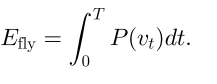 E_fly = ∫_0^T P(v_t)dt.